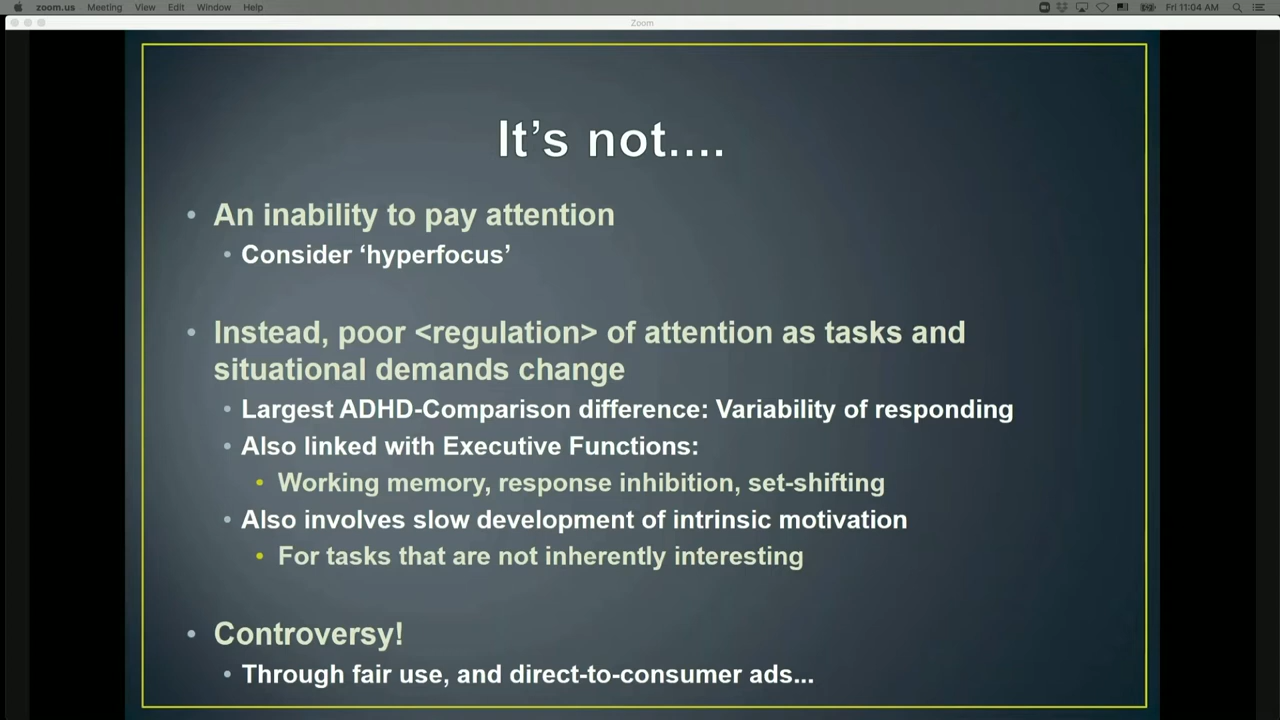 zoom.us Meeting View Edit Window Help Fri 11:04 AM
Zoom
It’s not....
• An inability to pay attention
• Consider ‘hyperfocus’
• Instead, poor <regulation> of attention as tasks and
situational demands change
• Largest ADHD-Comparison difference: Variability of responding
• Also linked with Executive Functions:
• Working memory, response inhibition, set-shifting
• Also involves slow development of intrinsic motivation
• For tasks that are not inherently interesting
• Controversy!
• Through fair use, and direct-to-consumer ads...